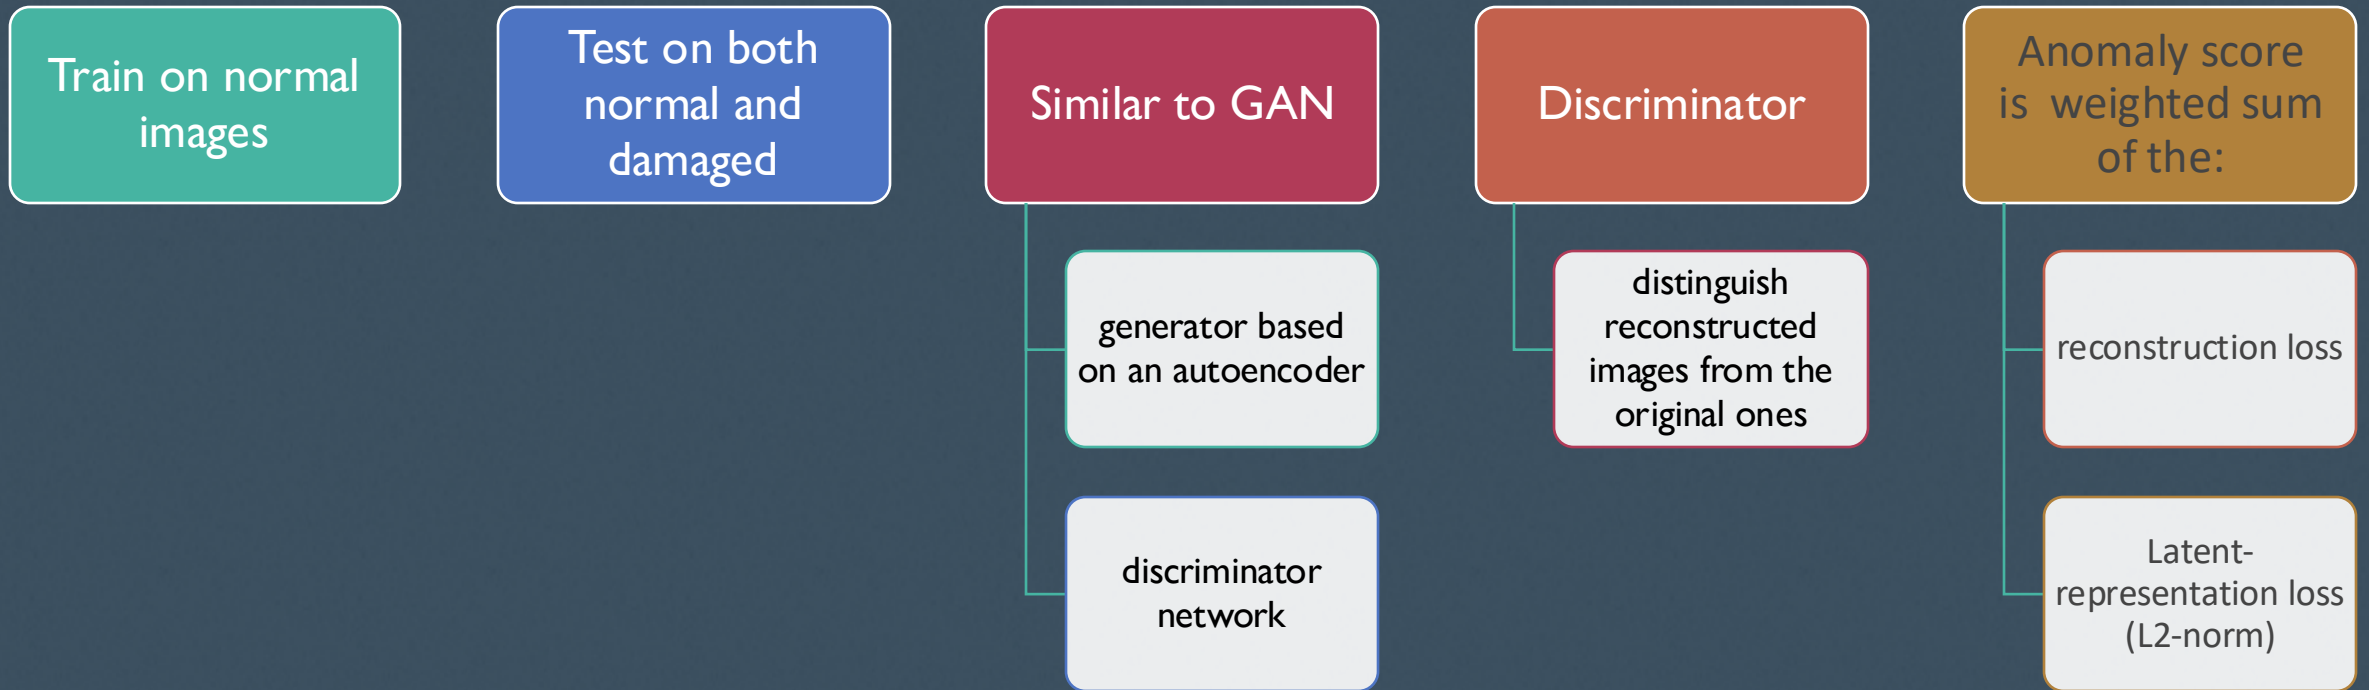 Train on normal
images
Test on both
normal and
damaged
Similar to GAN
generator based
on an autoencoder
discriminator
network
Discriminator
distinguish
reconstructed
images from the
original ones
Anomaly score
is weighted sum
of the:
reconstruction loss
Latent-
representation loss
(L2-norm)